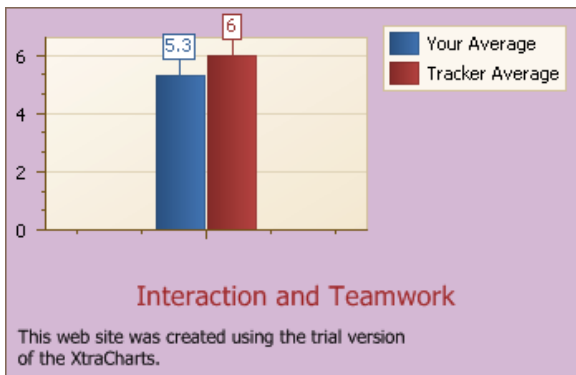 6
5.3
6
4
2
0
Your Average
Tracker Average
Interaction and Teamwork
This web site was created using the trial version
of the XtraCharts.